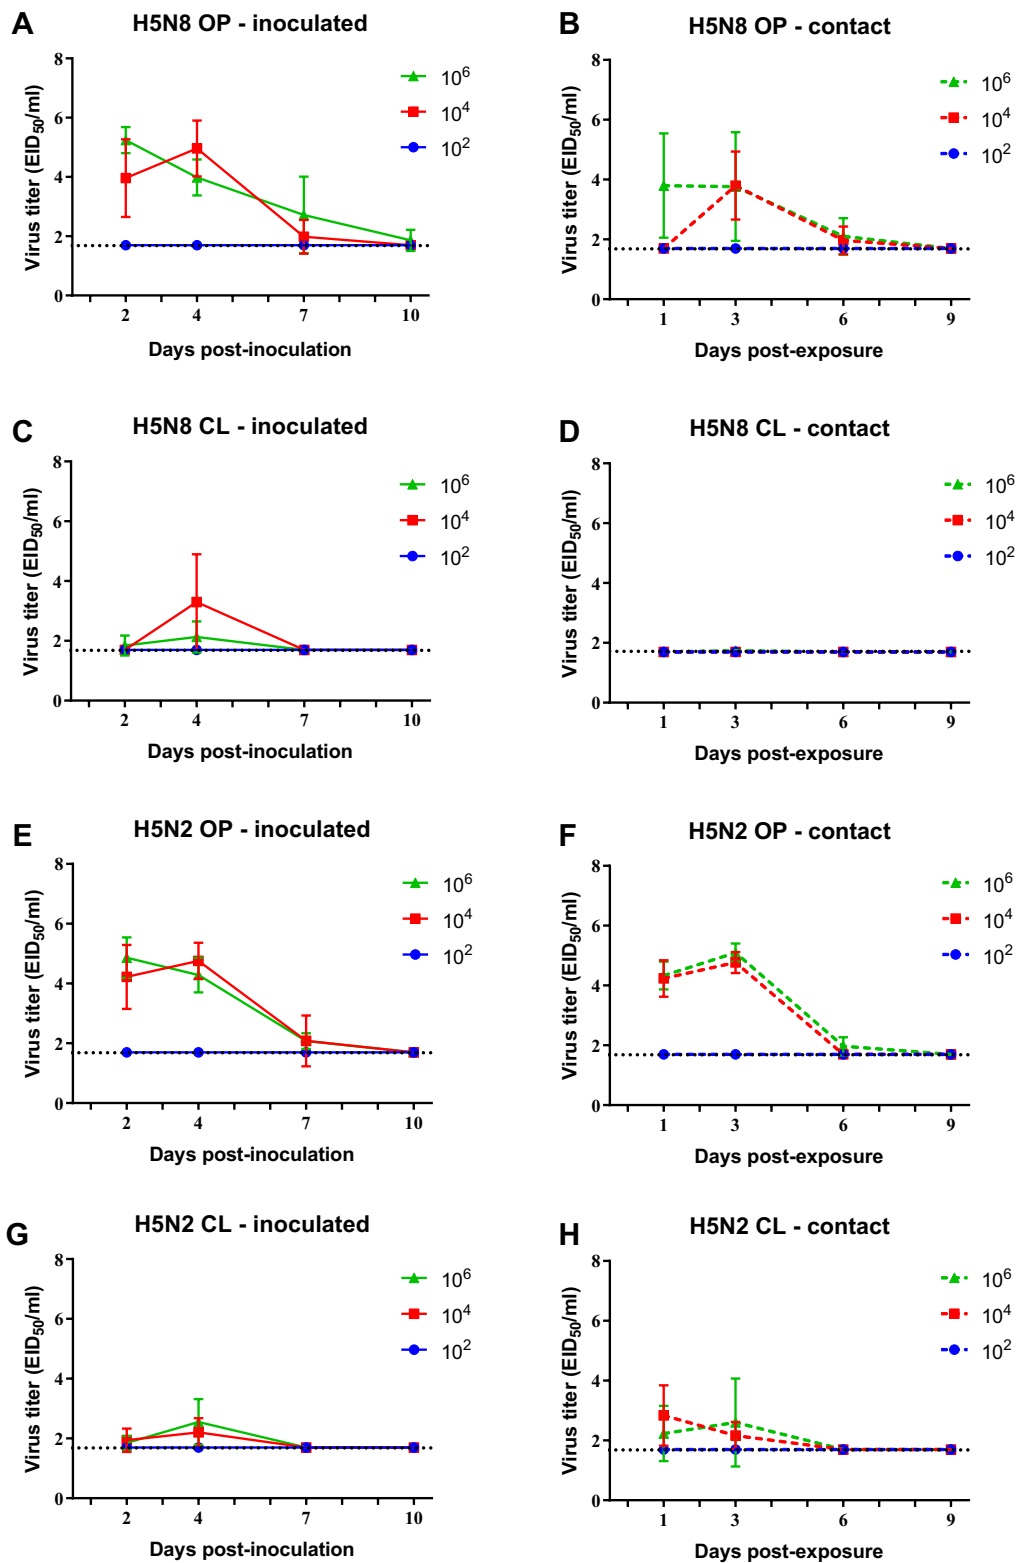 A
H5N8 OP - inoculated
Virus titer (EID50/ml)
8
6
4
2
0
10^6
10^4
10^2
2 4 7 10
Days post-inoculation
B
H5N8 OP - contact
Virus titer (EID50/ml)
8
6
4
2
0
10^6
10^4
10^2
1 3 6 9
Days post-exposure
C
H5N8 CL - inoculated
Virus titer (EID50/ml)
8
6
4
2
0
10^6
10^4
10^2
2 4 7 10
Days post-inoculation
D
H5N8 CL - contact
Virus titer (EID50/ml)
8
6
4
2
0
10^6
10^4
10^2
1 3 6 9
Days post-exposure
E
H5N2 OP - inoculated
Virus titer (EID50/ml)
8
6
4
2
0
10^6
10^4
10^2
2 4 7 10
Days post-inoculation
F
H5N2 OP - contact
Virus titer (EID50/ml)
8
6
4
2
0
10^6
10^4
10^2
1 3 6 9
Days post-exposure
G
H5N2 CL - inoculated
Virus titer (EID50/ml)
8
6
4
2
0
10^6
10^4
10^2
2 4 7 10
Days post-inoculation
H
H5N2 CL - contact
Virus titer (EID50/ml)
8
6
4
2
0
10^6
10^4
10^2
1 3 6 9
Days post-exposure